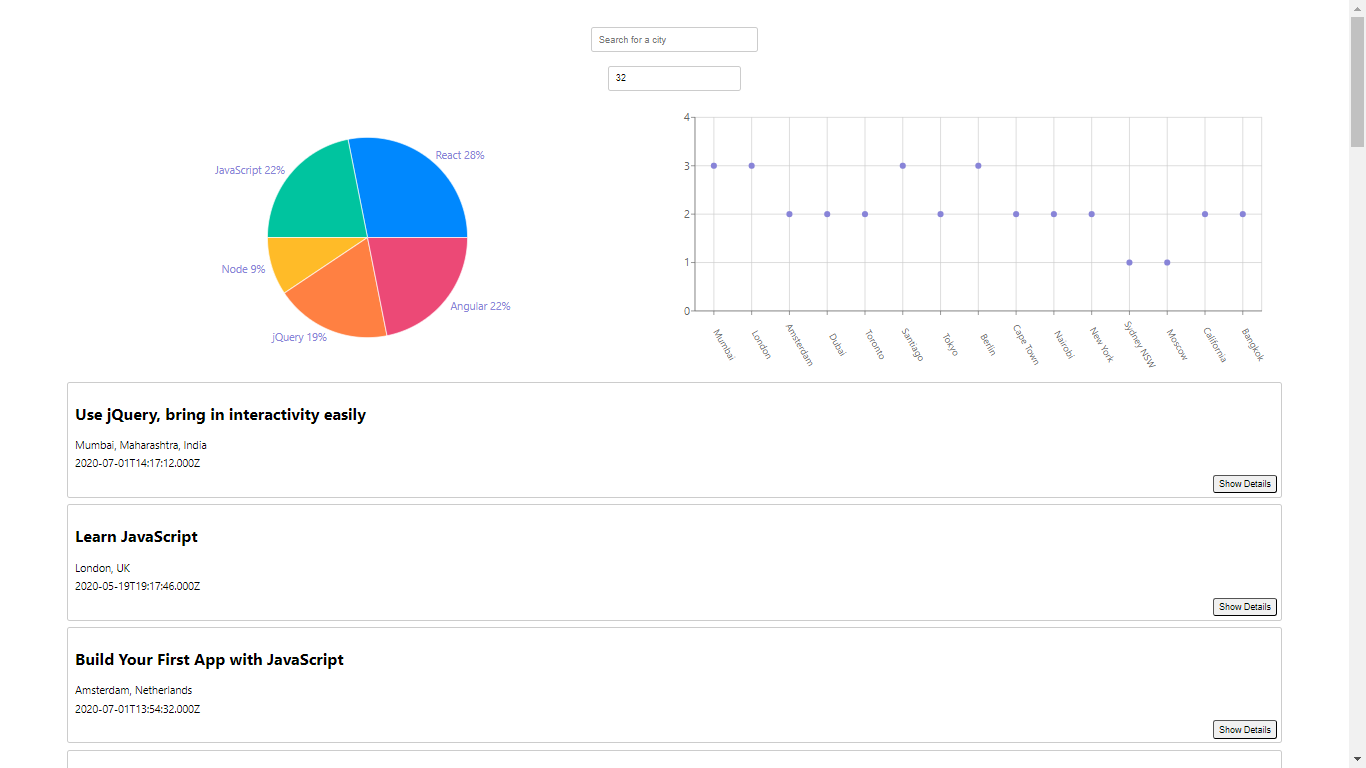 Search for a city
32
JavaScript 22%
React 28%
Node 9%
Angular 22%
jQuery 19%
4
3
2
1
0
Mumbai
London
Amsterdam
Dubai
Toronto
Santiago
Tokyo
Berlin
Cape Town
Nairobi
New York
Sydney NSW
Moscow
California
Bangkok
Use jQuery, bring in interactivity easily
Mumbai, Maharashtra, India
2020-07-01T14:17:12.000Z
Show Details
Learn JavaScript
London, UK
2020-05-19T19:17:46.000Z
Show Details
Build Your First App with JavaScript
Amsterdam, Netherlands
2020-07-01T13:54:32.000Z
Show Details